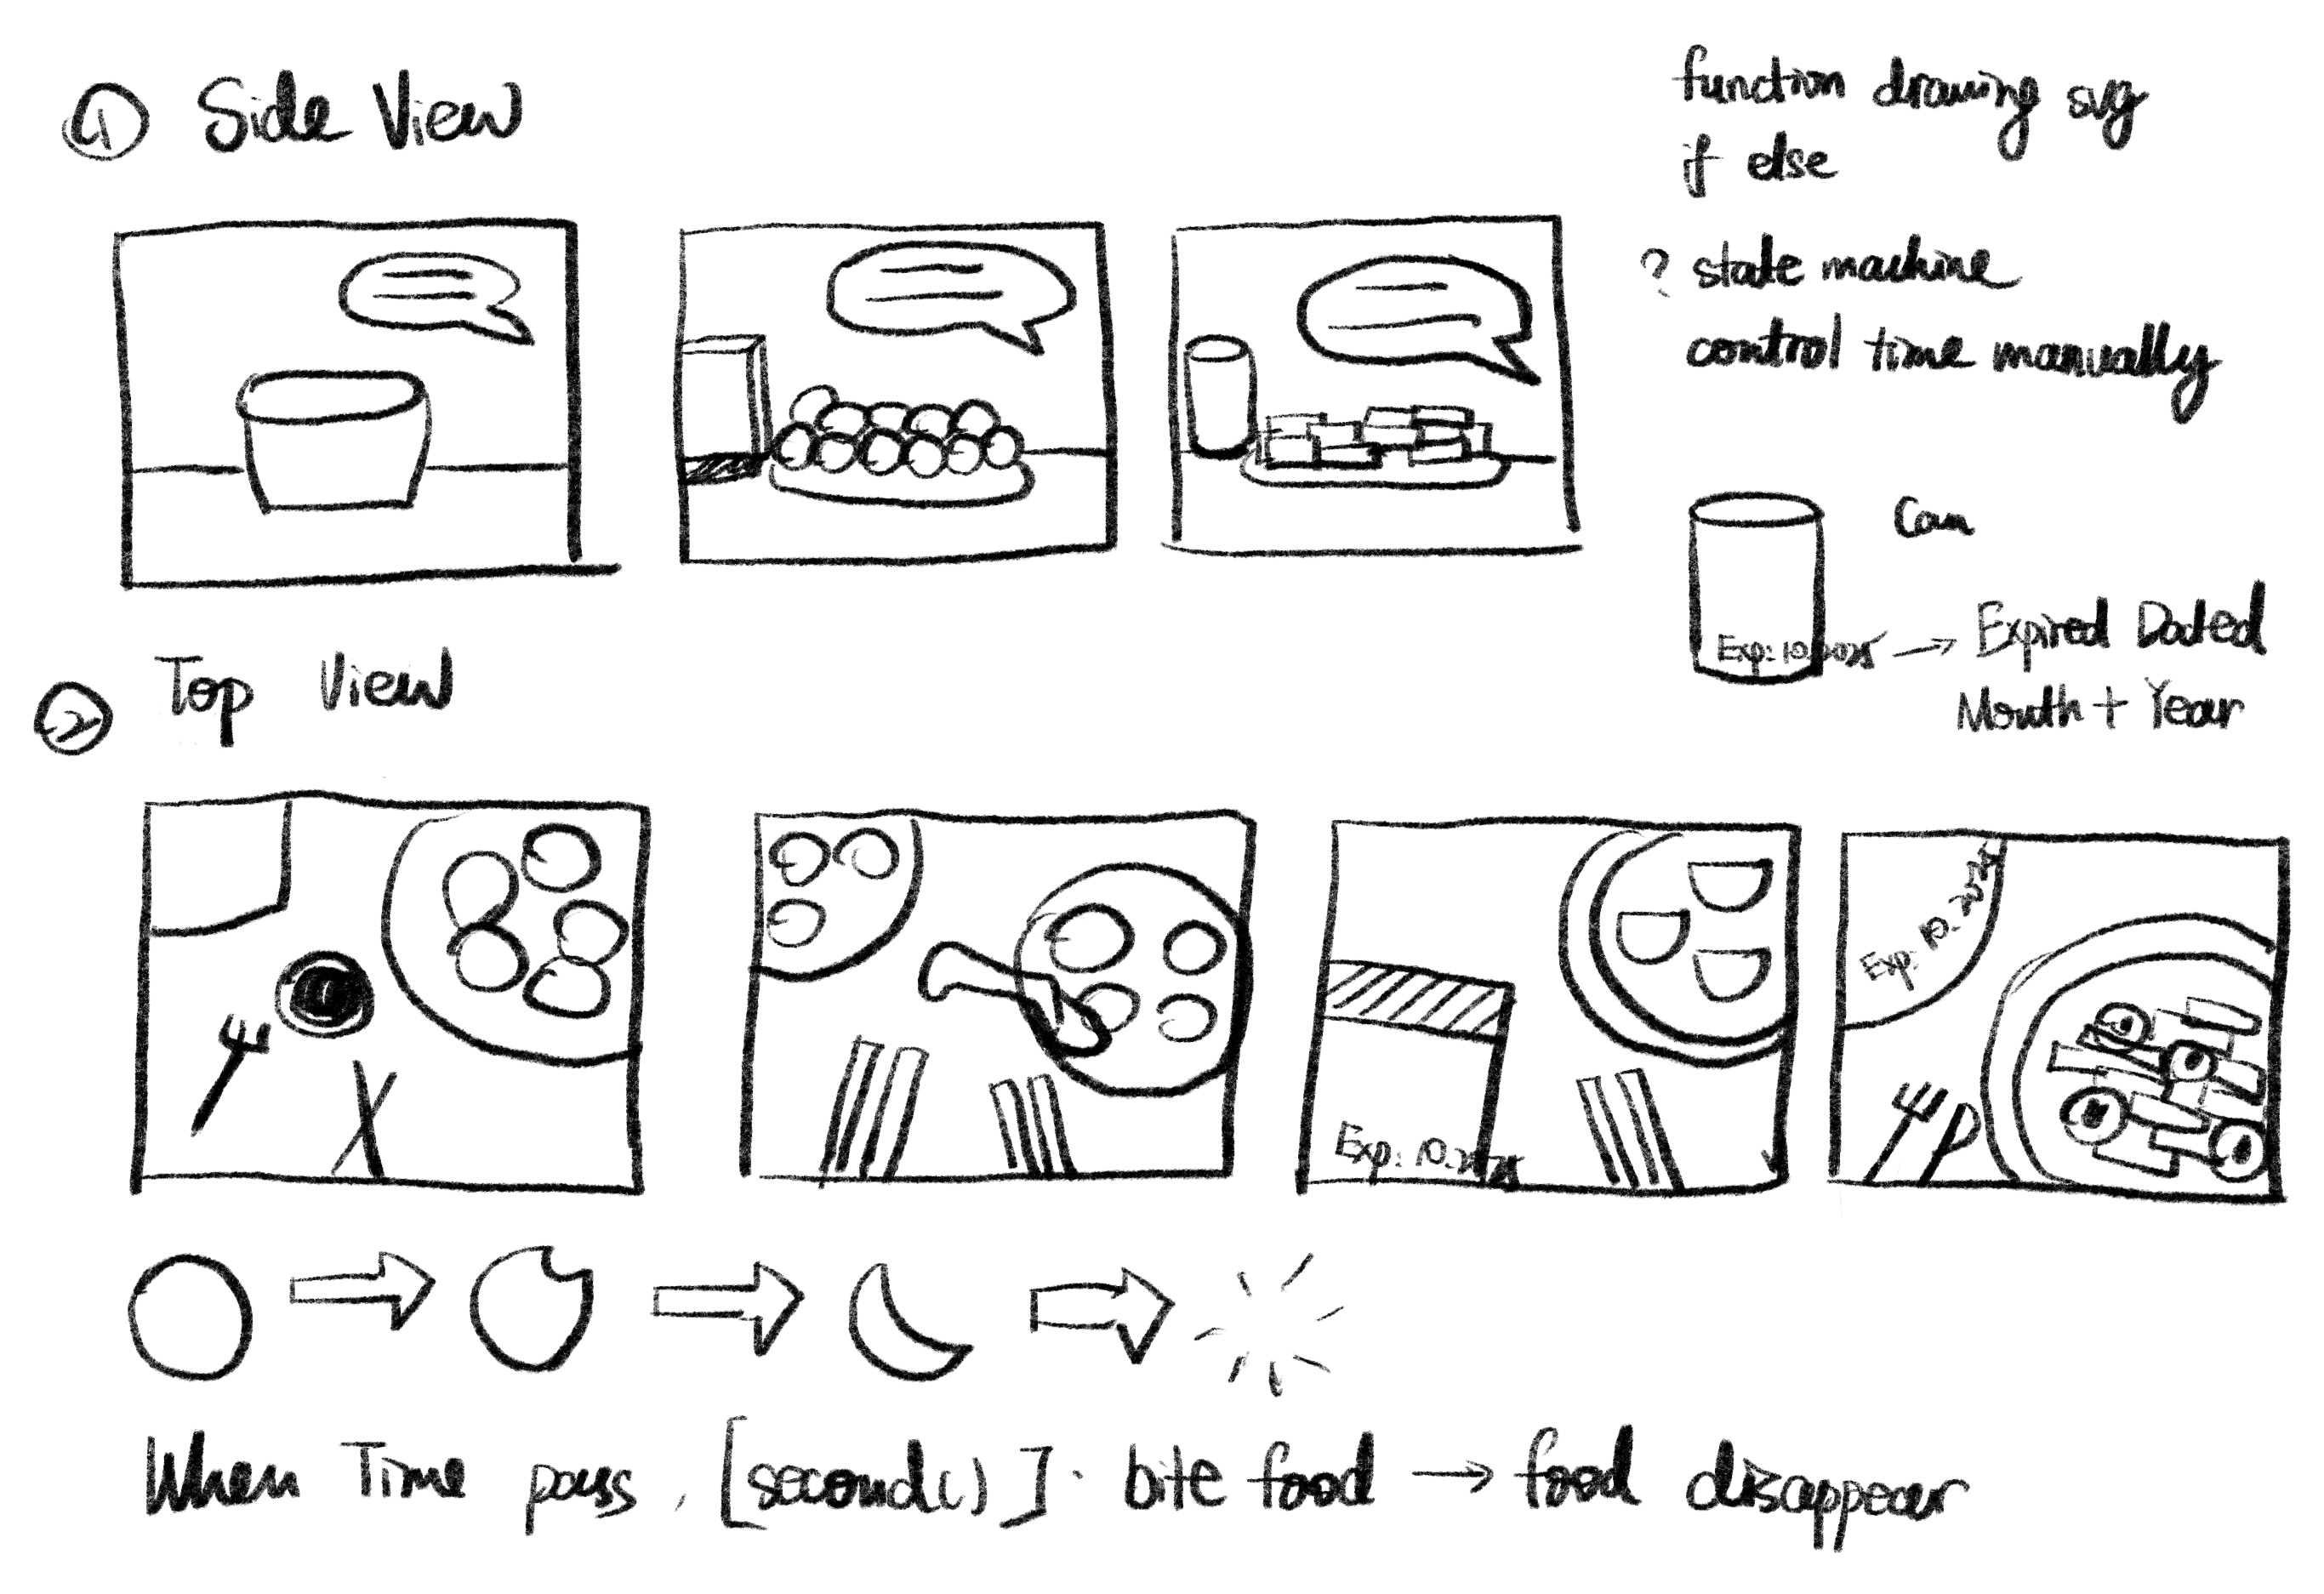 1 Side View
function drawing svg
if else
? state machine
control time manually
Can
Exp: 10.2025 → Expired Dated
Month + Year
2 Top View
Exp: 10.2025
Exp: 10.2025
When Time pass, [second()]. bite food → food disappear